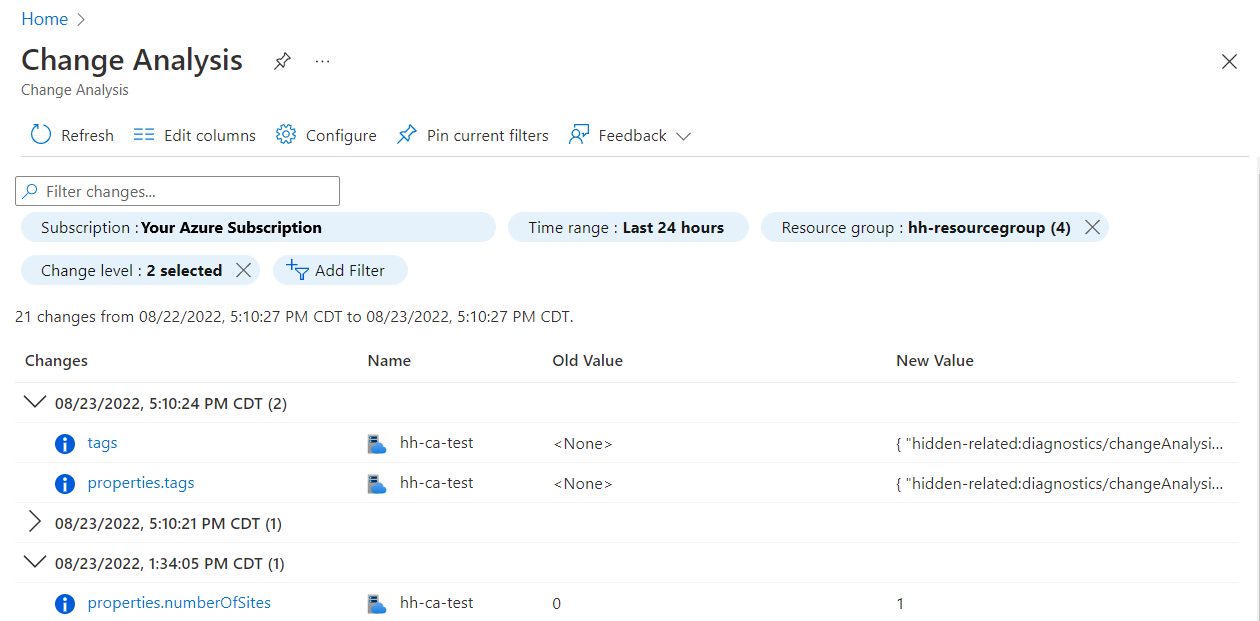 Home
Change Analysis
Change Analysis
Refresh Edit columns Configure Pin current filters Feedback
Filter changes...
Subscription : Your Azure Subscription Time range : Last 24 hours Resource group : hh-resourcegroup (4)
Change level : 2 selected Add Filter
21 changes from 08/22/2022, 5:10:27 PM CDT to 08/23/2022, 5:10:27 PM CDT.
Changes Name Old Value New Value
08/23/2022, 5:10:24 PM CDT (2)
tags hh-ca-test <None> { "hidden-related:diagnostics/changeAnalysi...
properties.tags hh-ca-test <None> { "hidden-related:diagnostics/changeAnalysi...
08/23/2022, 5:10:21 PM CDT (1)
08/23/2022, 1:34:05 PM CDT (1)
properties.numberOfSites hh-ca-test 0 1